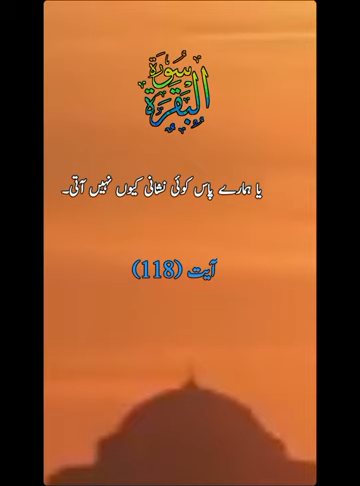 سُورَة البَقَرَة
یا ہمارے پاس کوئی نشانی کیوں نہیں آتی۔
آیت (118)